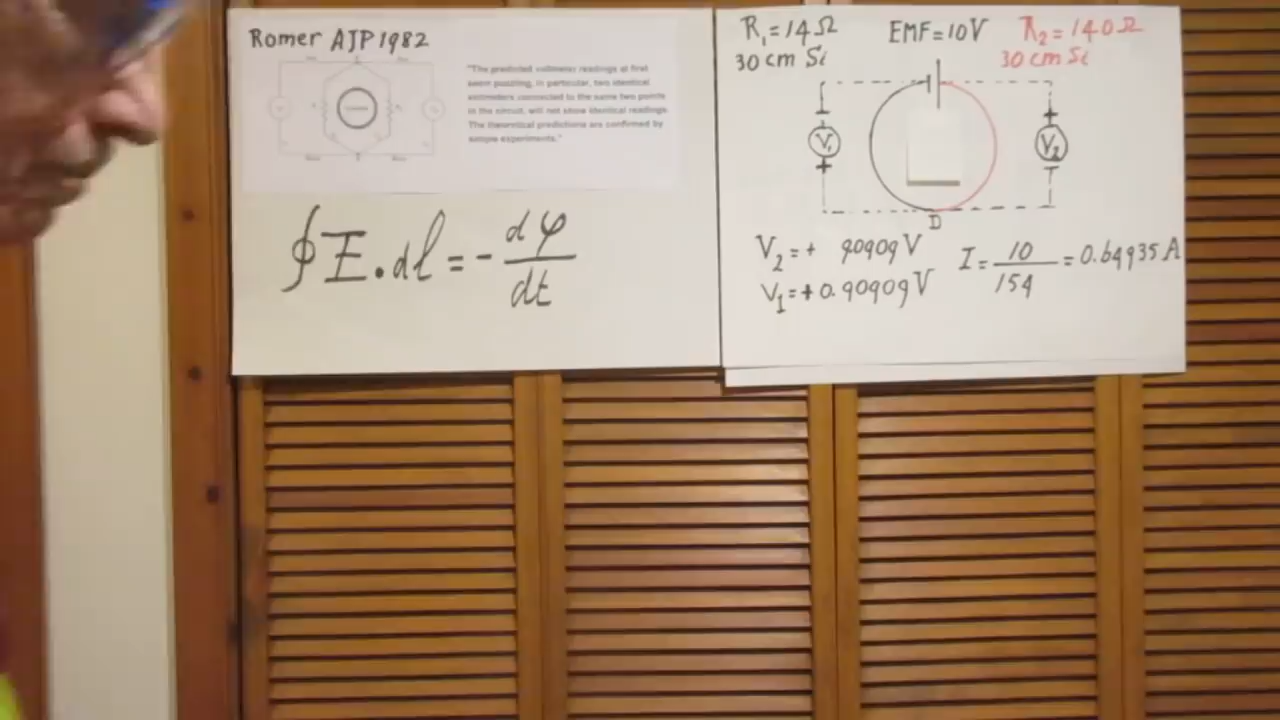 Romer AJP 1982
"The predicted voltmeter readings at first
seem puzzling, in particular, two identical
voltmeters connected to the same two points
in the circuit, will not show identical readings.
The theoretical predictions are confirmed by
simple experiments."
∮ E . dl = - dφ/dt
R₁ = 14 Ω
30 cm Si
EMF = 10V
R₂ = 140 Ω
30 cm Si
V₁
+
+
V₂
D
V₂ = + 90909 V
V₁ = + 0.90909 V
I = 10/154 = 0.64935 A